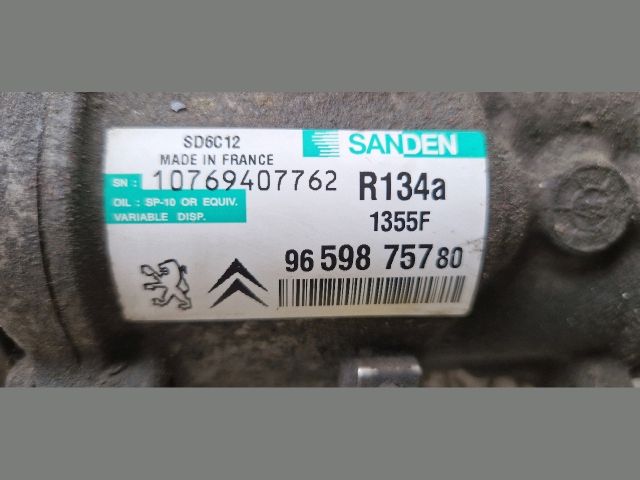 SD6C12
MADE IN FRANCE
SANDEN
SN : 10769407762
OIL : SP-10 OR EQUIV.
VARIABLE DISP.
R134a
1355F
96 598 757 80